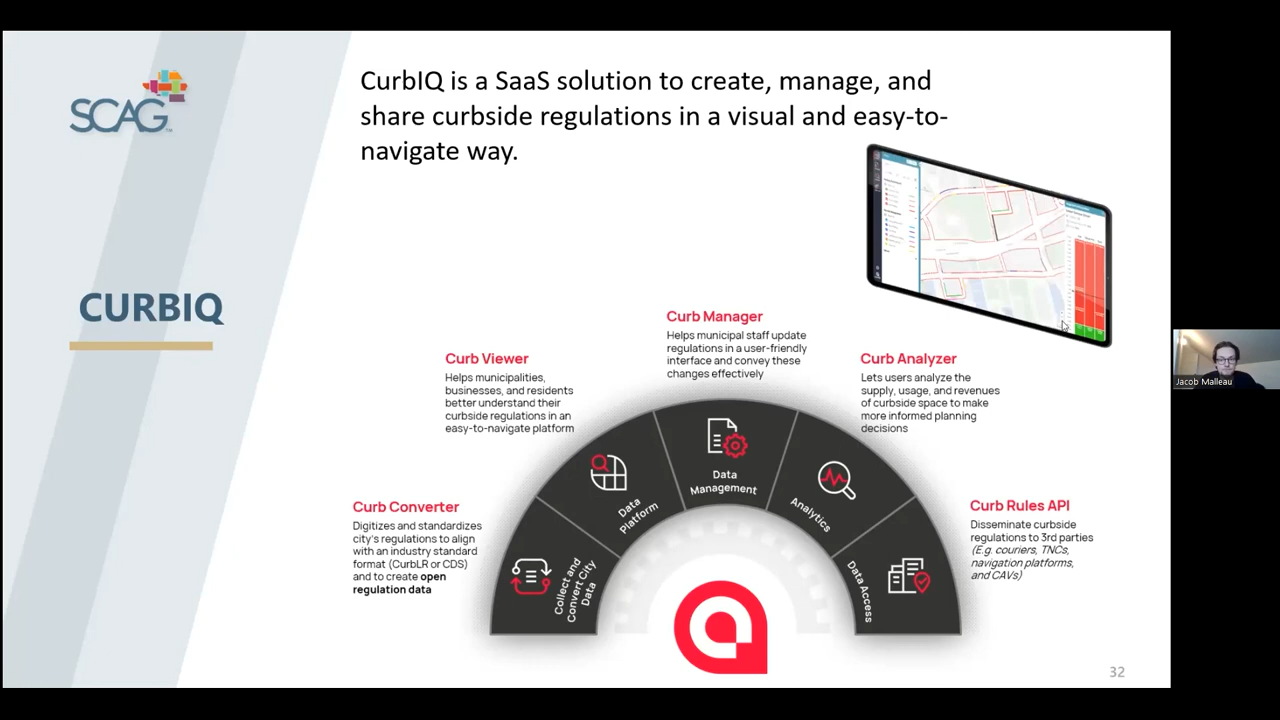 SCAG
CurbIQ is a SaaS solution to create, manage, and
share curbside regulations in a visual and easy-to-
navigate way.
CURBIQ
Curb Manager
Helps municipal staff update
regulations in a user-friendly
interface and convey these
changes effectively
Curb Viewer
Helps municipalities,
businesses, and residents
better understand their
curbside regulations in an
easy-to-navigate platform
Curb Analyzer
Lets users analyze the
supply, usage, and revenues
of curbside space to make
more informed planning
decisions
Curb Converter
Digitizes and standardizes
city's regulations to align
with an industry standard
format (CurbLR or CDS)
and to create open
regulation data
Curb Rules API
Disseminate curbside
regulations to 3rd parties
(E.g. couriers, TNCs,
navigation platforms,
and CAVs)
Collect and
Convert City
Data
Data
Platform
Data
Management
Analytics
Data Access
32
Jacob Malleau